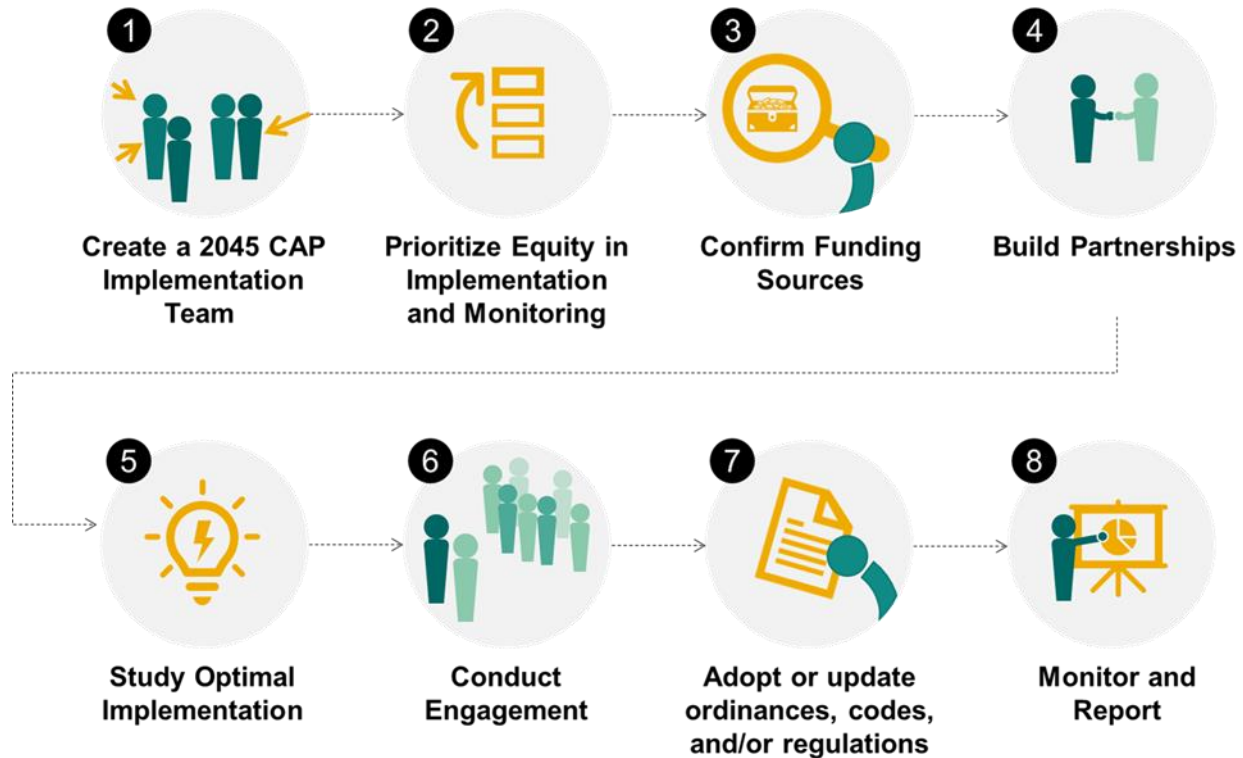 1
Create a 2045 CAP
Implementation
Team
2
Prioritize Equity in
Implementation
and Monitoring
3
Confirm Funding
Sources
4
Build Partnerships
5
Study Optimal
Implementation
6
Conduct
Engagement
7
Adopt or update
ordinances, codes,
and/or regulations
8
Monitor and
Report